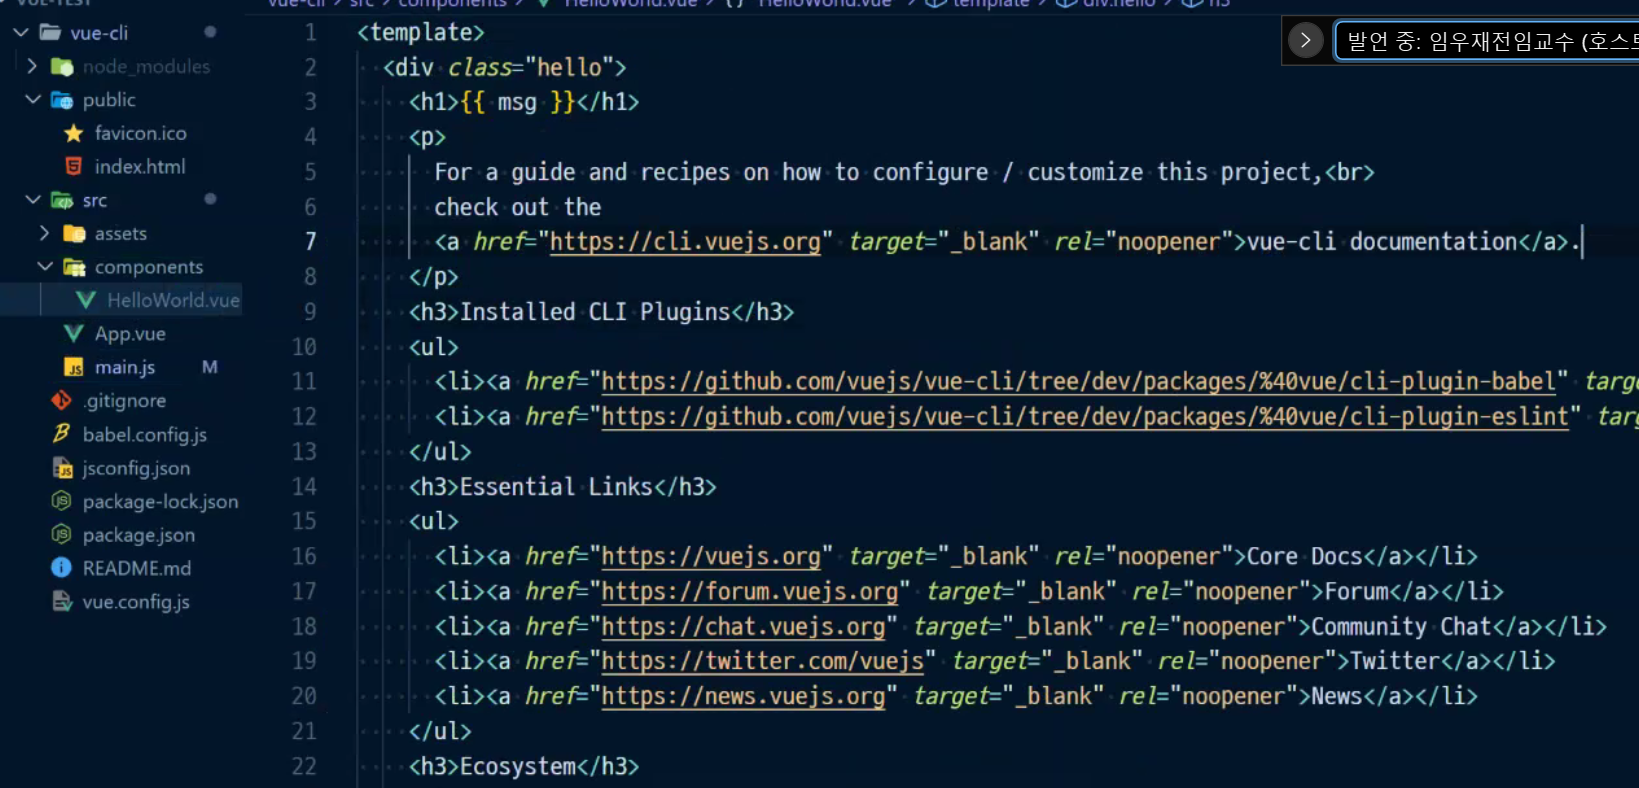 VUE-TEST
vue-cli
node_modules
public
favicon.ico
index.html
src
assets
components
HelloWorld.vue
App.vue
main.js M
.gitignore
babel.config.js
jsconfig.json
package-lock.json
package.json
README.md
vue.config.js
vue-cli > src > components > HelloWorld.vue > {} HelloWorld.vue > template > div.hello > h3
발언 중: 임우재전임교수 (호스트
1 <template>
2 <div class="hello">
3 <h1>{{ msg }}</h1>
4 <p>
5 For a guide and recipes on how to configure / customize this project,<br>
6 check out the
7 <a href="https://cli.vuejs.org" target="_blank" rel="noopener">vue-cli documentation</a>.
8 </p>
9 <h3>Installed CLI Plugins</h3>
10 <ul>
11 <li><a href="https://github.com/vuejs/vue-cli/tree/dev/packages/%40vue/cli-plugin-babel" targ
12 <li><a href="https://github.com/vuejs/vue-cli/tree/dev/packages/%40vue/cli-plugin-eslint" tar
13 </ul>
14 <h3>Essential Links</h3>
15 <ul>
16 <li><a href="https://vuejs.org" target="_blank" rel="noopener">Core Docs</a></li>
17 <li><a href="https://forum.vuejs.org" target="_blank" rel="noopener">Forum</a></li>
18 <li><a href="https://chat.vuejs.org" target="_blank" rel="noopener">Community Chat</a></li>
19 <li><a href="https://twitter.com/vuejs" target="_blank" rel="noopener">Twitter</a></li>
20 <li><a href="https://news.vuejs.org" target="_blank" rel="noopener">News</a></li>
21 </ul>
22 <h3>Ecosystem</h3>